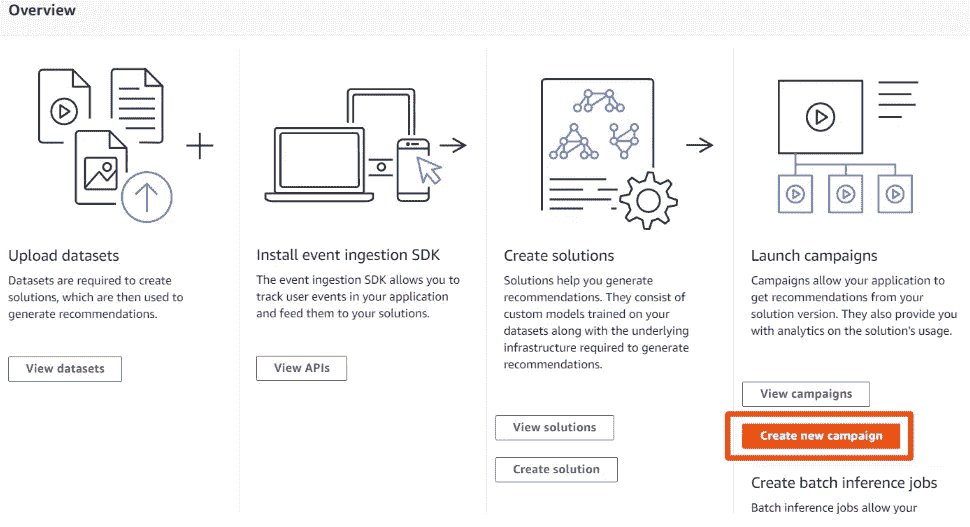 Overview
Upload datasets
Datasets are required to create
solutions, which are then used to
generate recommendations.
View datasets
Install event ingestion SDK
The event ingestion SDK allows you to
track user events in your application
and feed them to your solutions.
View APIs
Create solutions
Solutions help you generate
recommendations. They consist of
custom models trained on your
datasets along with the underlying
infrastructure required to generate
recommendations.
View solutions
Create solution
Launch campaigns
Campaigns allow your application to
get recommendations from your
solution version. They also provide you
with analytics on the solution's usage.
View campaigns
Create new campaign
Create batch inference jobs
Batch inference jobs allow your